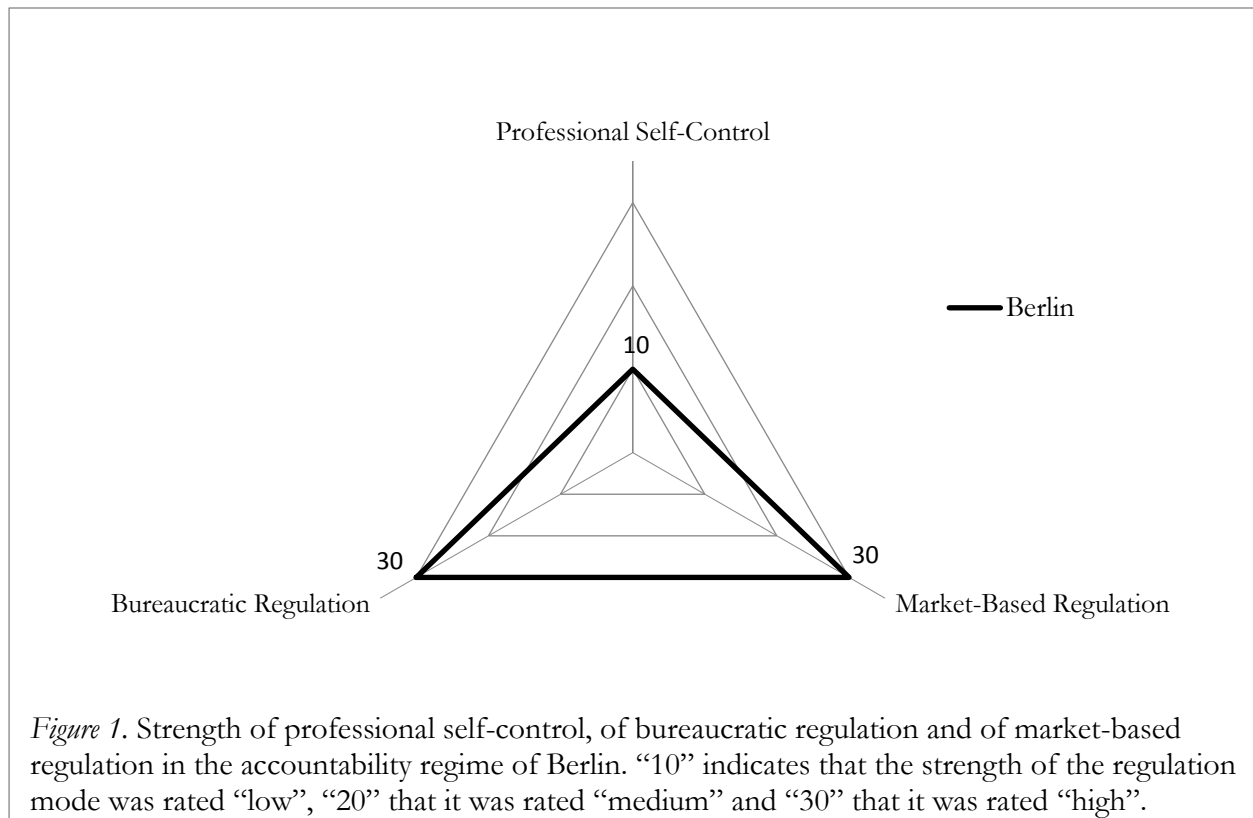 Professional Self-Control
Berlin
10
30
30
Bureaucratic Regulation
Market-Based Regulation
Figure 1. Strength of professional self-control, of bureaucratic regulation and of market-based
regulation in the accountability regime of Berlin. “10” indicates that the strength of the regulation
mode was rated “low”, “20” that it was rated “medium” and “30” that it was rated “high”.